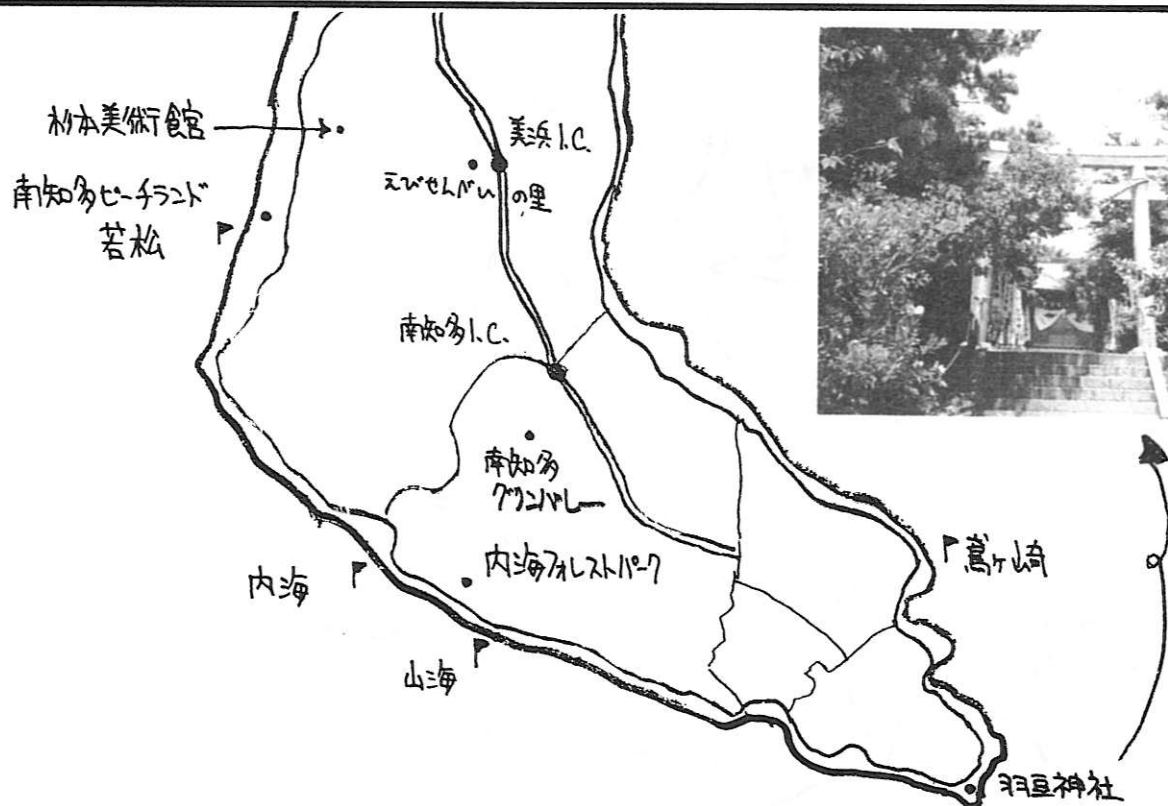 杉本美術館
美浜I.C.
えびせんべいの里
南知多ビーチランド
若松
南知多I.C.
南知多
グリーンバレー
内海フォレストパーク
内海
山海
鳶ヶ崎
羽豆神社